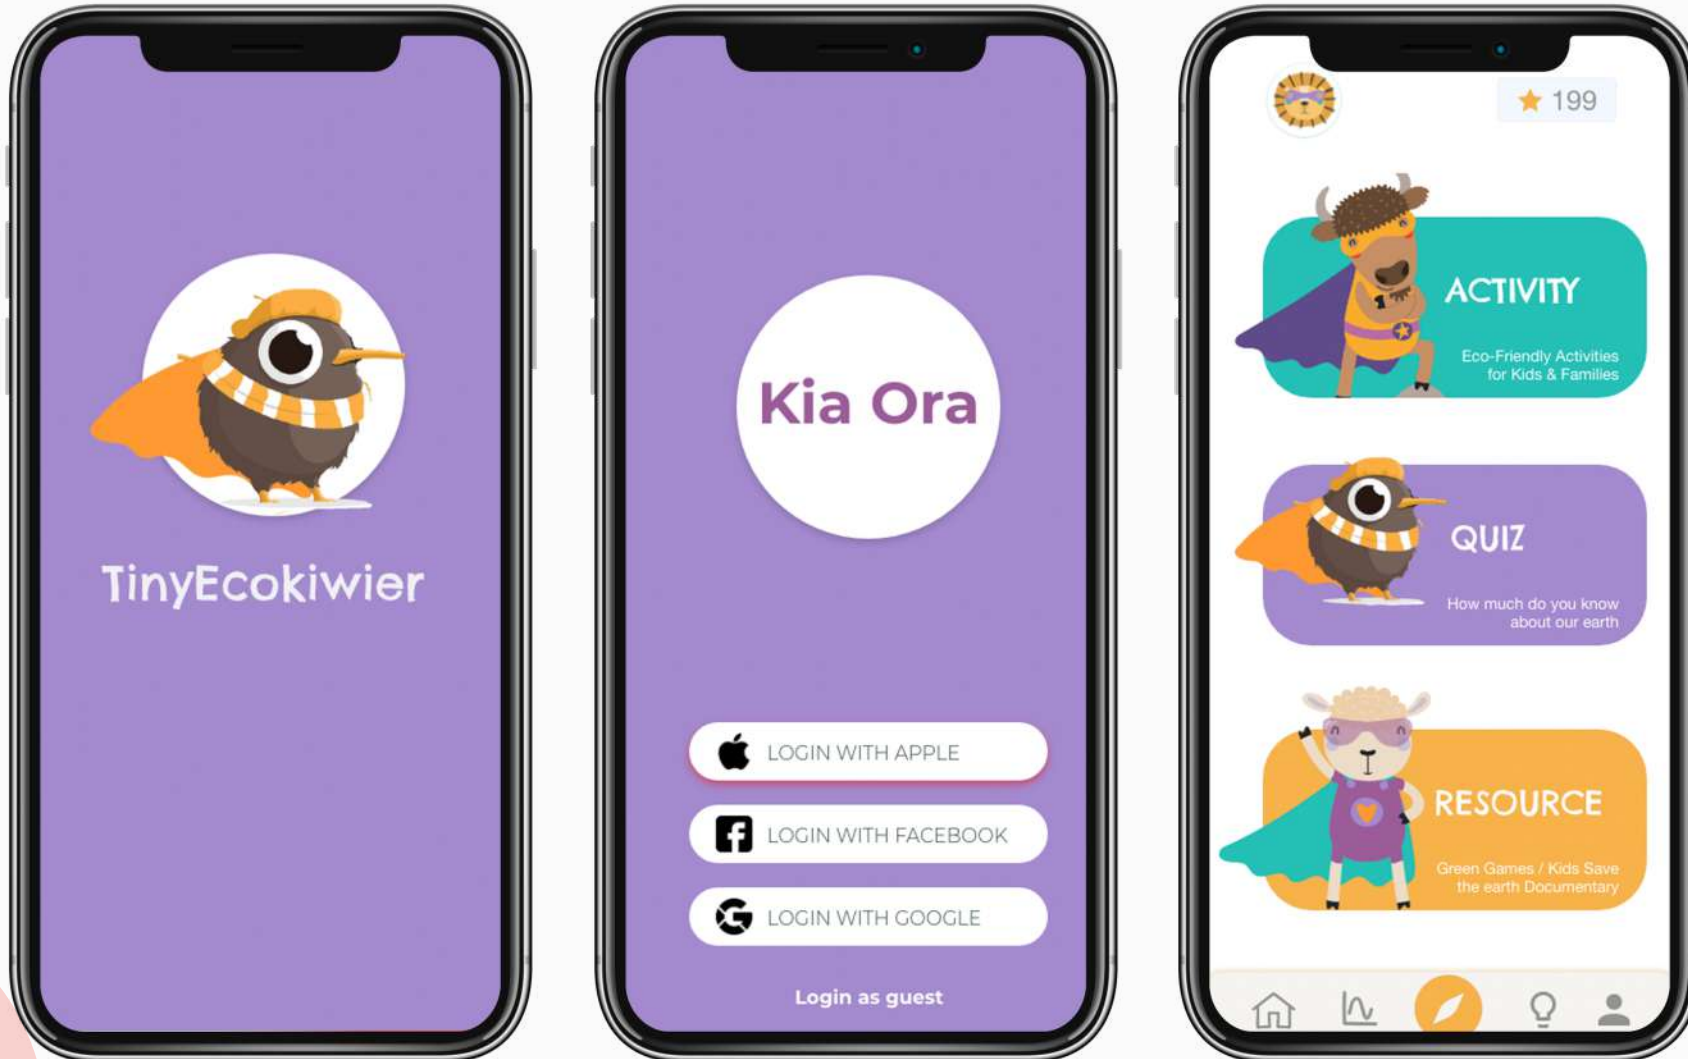 TinyEcokiwier
Kia Ora
LOGIN WITH APPLE
LOGIN WITH FACEBOOK
LOGIN WITH GOOGLE
Login as guest
199
ACTIVITY
Eco-Friendly Activities
for Kids & Families
QUIZ
How much do you know
about our earth
RESOURCE
Green Games / Kids Save
the earth Documentary